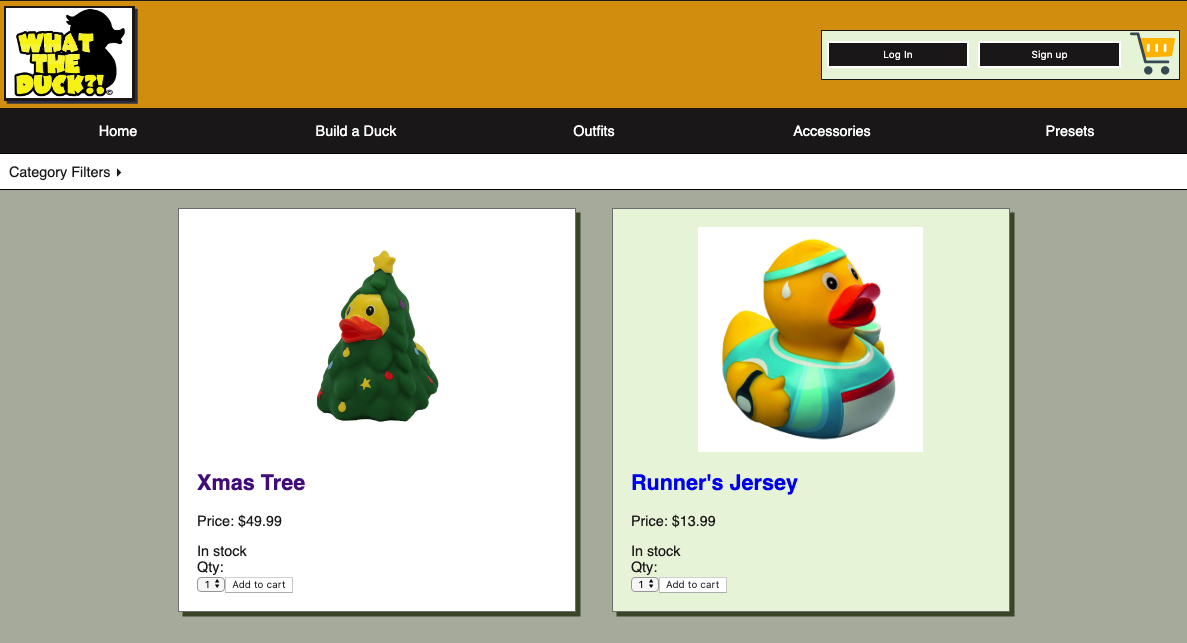 WHAT
THE
DUCK?!
©
Log In
Sign up
Home
Build a Duck
Outfits
Accessories
Presets
Category Filters
Xmas Tree
Price: $49.99
In stock
Qty:
1 Add to cart
Runner's Jersey
Price: $13.99
In stock
Qty:
1 Add to cart